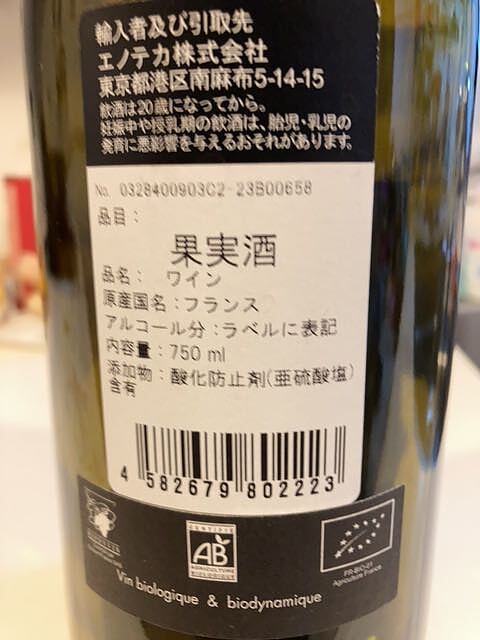 輸入者及び引取先
エノテカ株式会社
東京都港区南麻布5-14-15
飲酒は20歳になってから。
妊娠中や授乳期の飲酒は、胎児・乳児の
発育に悪影響を与えるおそれがあります。
No. 0328400903C2-23B00658
品目：
果実酒
品名： ワイン
原産国名：フランス
アルコール分：ラベルに表記
内容量：750 ml
添加物：酸化防止剤(亜硫酸塩)
含有
4 582679 802223
CERTIFIÉ
AB
AGRICULTURE
BIOLOGIQUE
FR-BIO-01
Agriculture France
Vin biologique & biodynamique